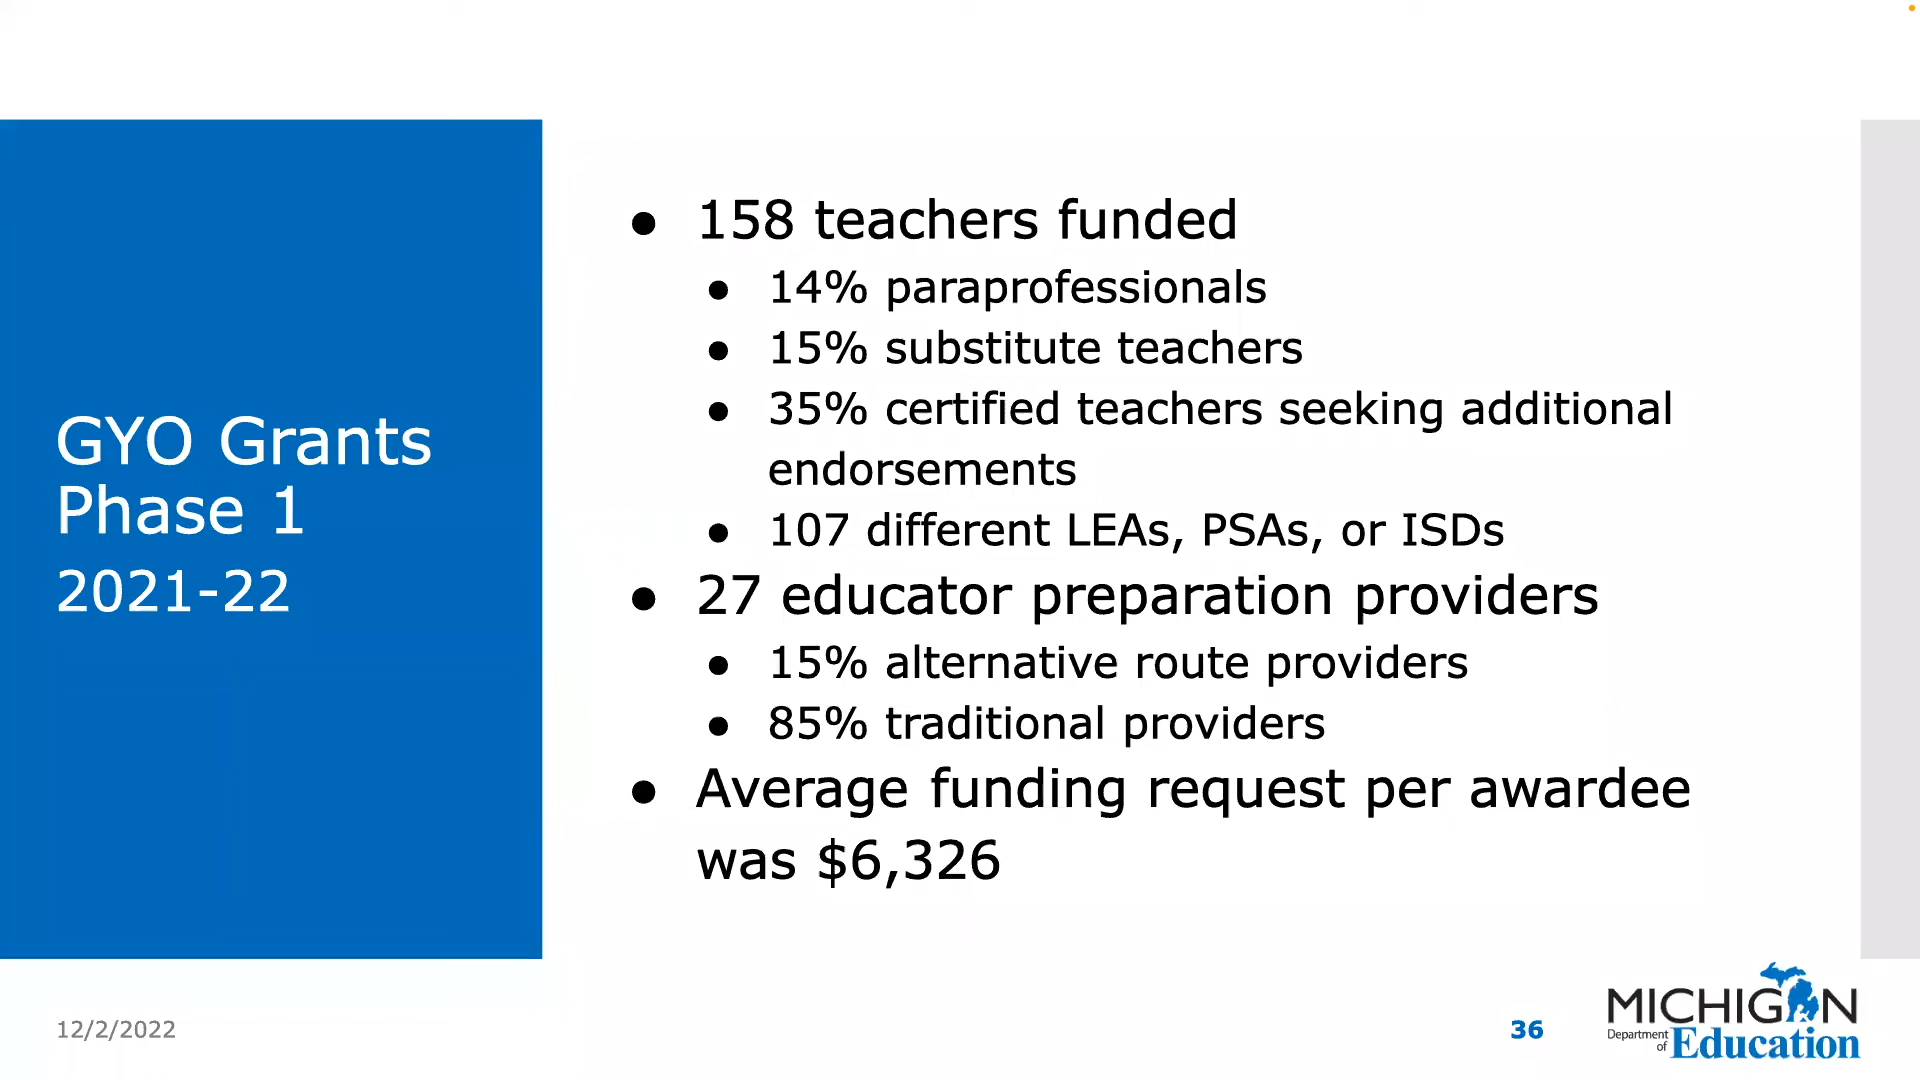 GYO Grants
Phase 1
2021-22
● 158 teachers funded
● 14% paraprofessionals
● 15% substitute teachers
● 35% certified teachers seeking additional
endorsements
● 107 different LEAs, PSAs, or ISDs
● 27 educator preparation providers
● 15% alternative route providers
● 85% traditional providers
● Average funding request per awardee
was $6,326
12/2/2022
36
MICHIGAN
Department
of Education